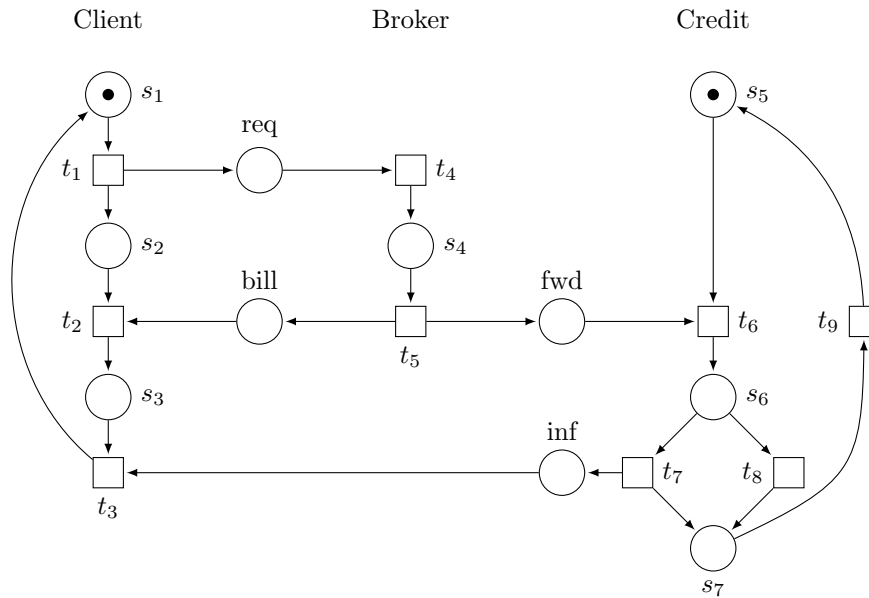 Client Broker Credit
s₁ s₅
req
t₁ t₄
s₂ s₄
bill fwd
t₂ t₆ t₉
t₅
s₃ s₆
inf
t₇ t₈
t₃
s₇